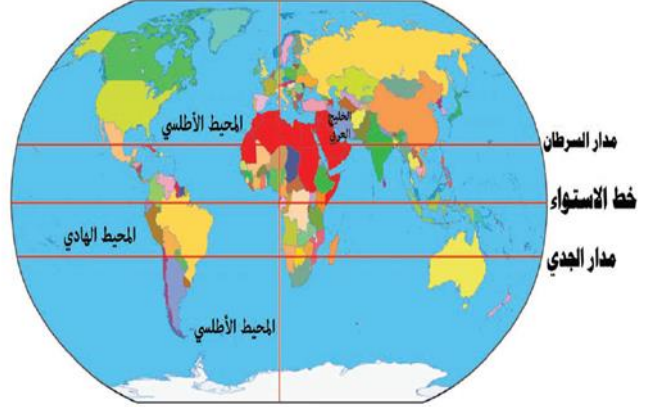 المحيط الأطلسي
الخليج
العربي
مدار السرطان
خط الاستواء
المحيط الهادي
مدار الجدي
المحيط الأطلسي